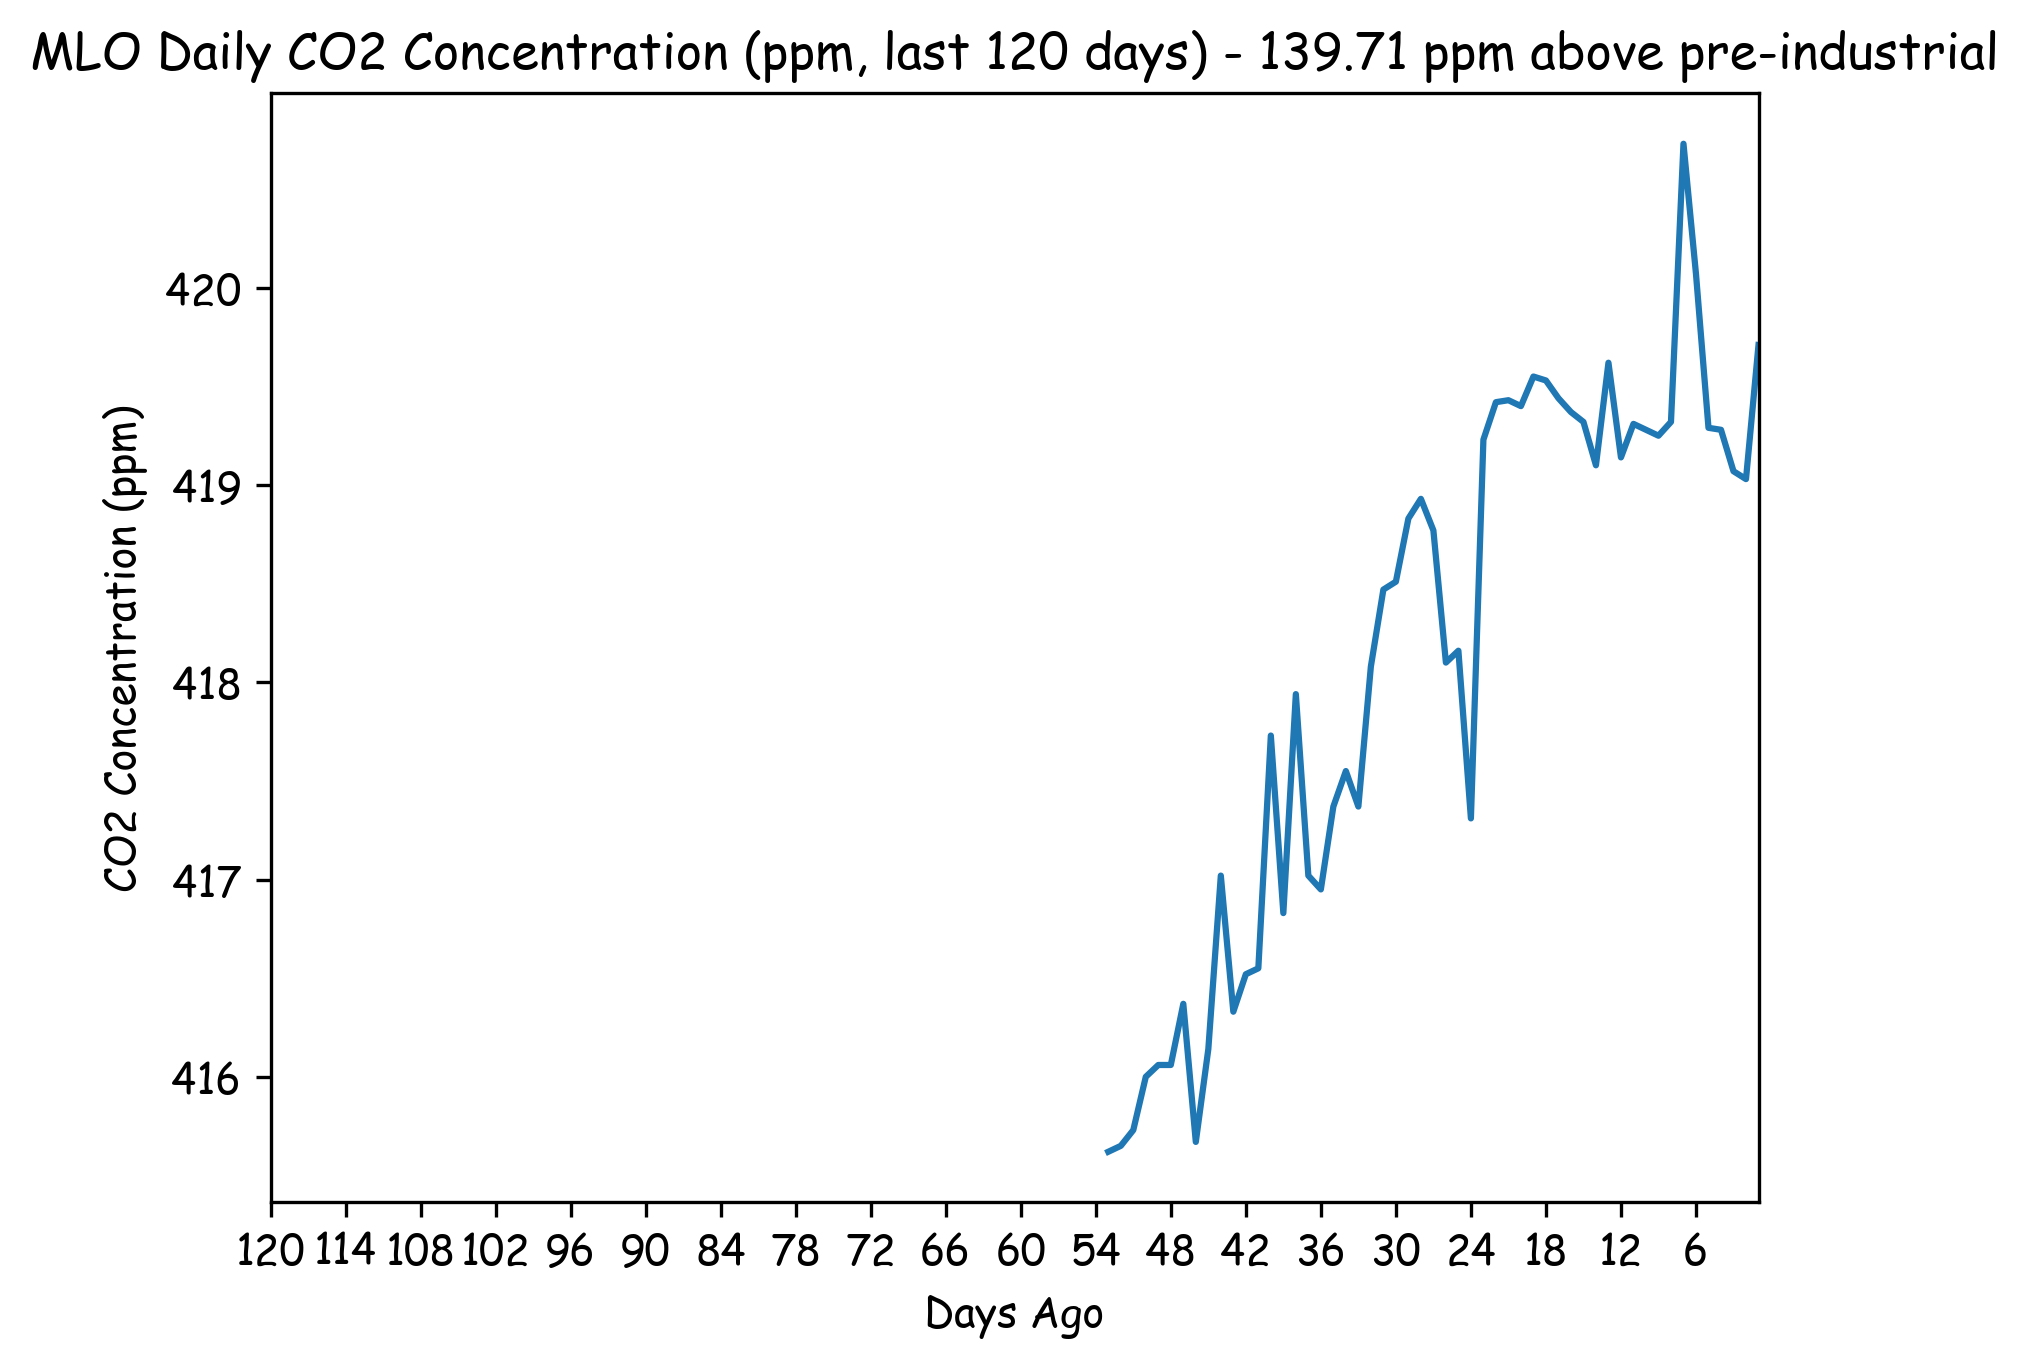 MLO Daily CO2 Concentration (ppm, last 120 days) - 139.71 ppm above pre-industrial
CO2 Concentration (ppm)
420
419
418
417
416
120 114 108 102 96 90 84 78 72 66 60 54 48 42 36 30 24 18 12 6
Days Ago